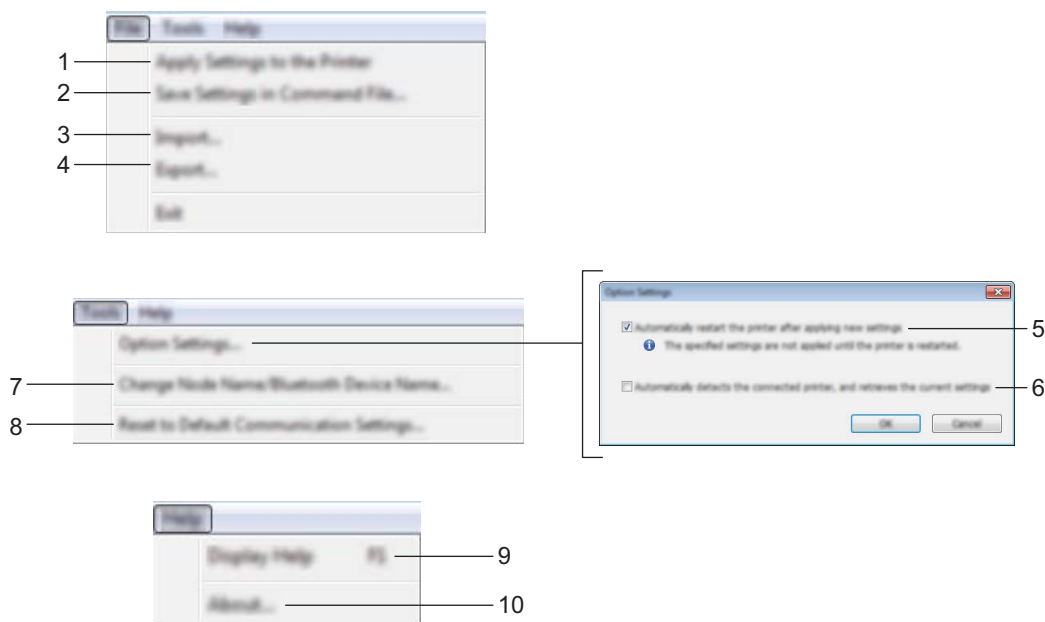 File Tools Help
1 Apply Settings to the Printer
2 Save Settings in Command File...
3 Import...
4 Export...
Exit
Tools Help
Option Settings...
7 Change Node Name/Bluetooth Device Name...
8 Reset to Default Communication Settings...
Option Settings
Automatically restart the printer after applying new settings 5
The specified settings are not applied until the printer is restarted.
Automatically detects the connected printer, and retrieves the current settings 6
OK Cancel
Help
Display Help F1 9
About... 10